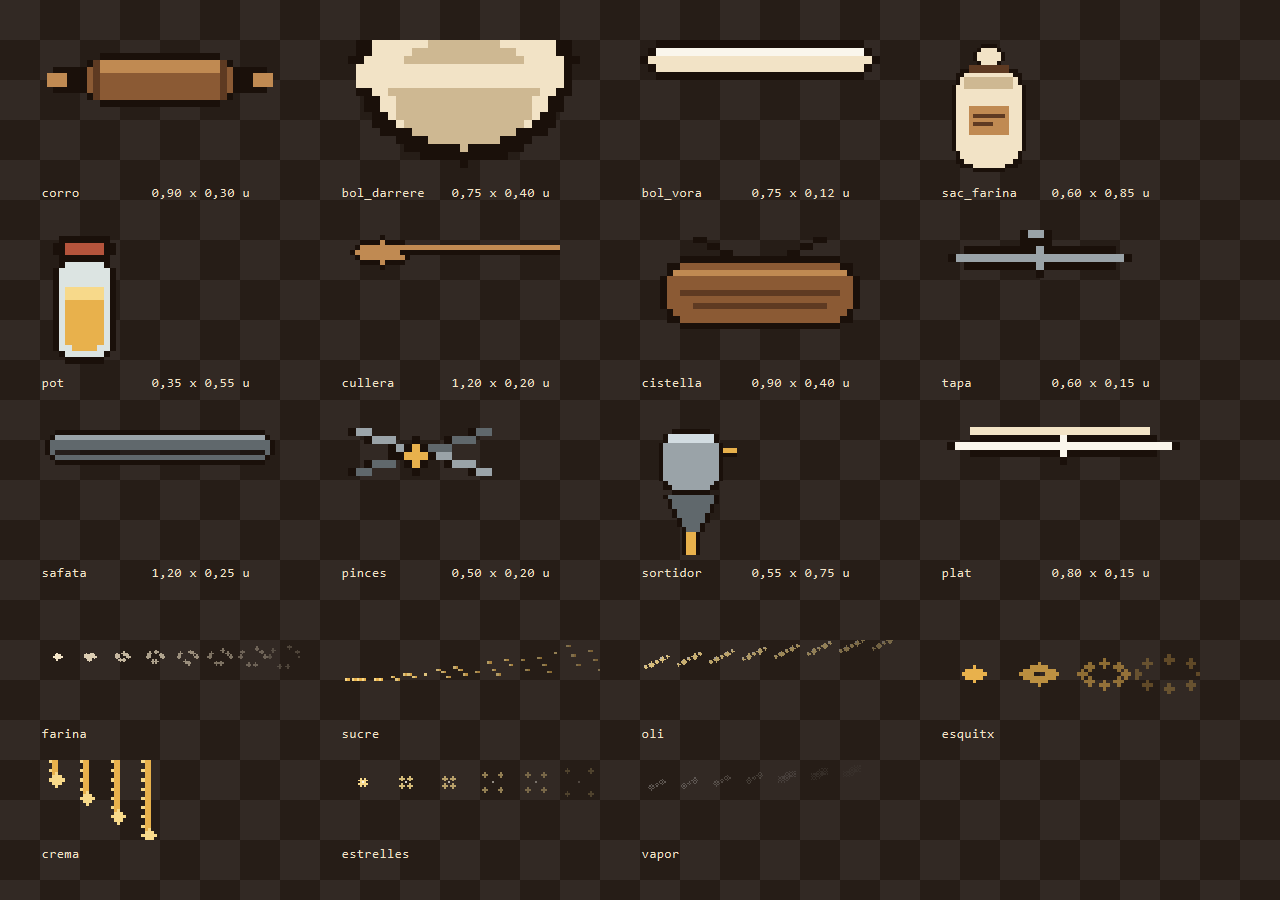 corro 0,90 x 0,30 u
bol_darrere 0,75 x 0,40 u
bol_vora 0,75 x 0,12 u
sac_farina 0,60 x 0,85 u
pot 0,35 x 0,55 u
cullera 1,20 x 0,20 u
cistella 0,90 x 0,40 u
tapa 0,60 x 0,15 u
safata 1,20 x 0,25 u
pinces 0,50 x 0,20 u
sortidor 0,55 x 0,75 u
plat 0,80 x 0,15 u
farina
sucre
oli
esquitx
crema
estrelles
vapor